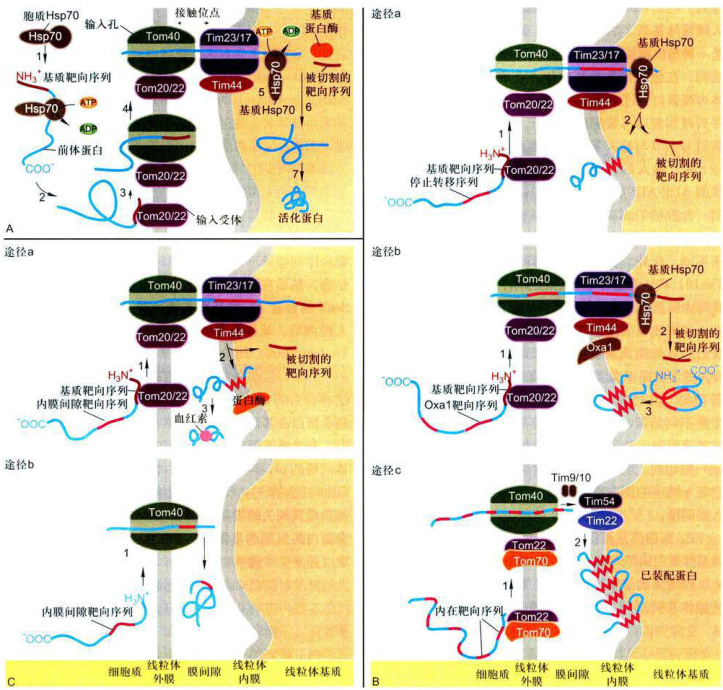 胞质Hsp70
Hsp70
1
NH₃⁺
基质靶向序列
Hsp70
ATP
ADP
前体蛋白
COO⁻
2
A
输入孔
接触位点
Tom40
Tim23/17
Tom20/22
Tim44
ATP
ADP
Hsp70
5
基质Hsp70
基质
蛋白酶
被切割的
靶向序列
6
7
活化蛋白
4
Tom20/22
3
Tom20/22
输入受体
途径a
Tom40
Tim23/17
基质Hsp70
Hsp70
Tom20/22
Tim44
1
2
H₃N⁺
基质靶向序列
停止转移序列
Tom20/22
⁻OOC
被切割的
靶向序列
途径a
Tom40
Tim23/17
Tom20/22
Tim44
1
2
被切割的
靶向序列
H₃N⁺
基质靶向序列
内膜间隙靶向序列
Tom20/22
⁻OOC
蛋白酶
3
血红素
途径b
Tom40
Tim23/17
基质Hsp70
Hsp70
Tom20/22
Tim44
Oxa1
1
2
被切割的
靶向序列
⁻OOC
H₃N⁺
基质靶向序列
Oxa1靶向序列
Tom20/22
NH₃⁺
COO⁻
3
途径b
Tom40
1
H₃N⁺
内膜间隙靶向序列
⁻OOC
途径c
Tim9/10
Tom40
Tim54
Tim22
Tom22
Tom70
2
1
已装配蛋白
内在靶向序列
Tom22
Tom70
C
细胞质
线粒体
外膜
膜间隙
线粒体
内膜
线粒体基质
B
细胞质
线粒体
外膜
膜间隙
线粒体
内膜
线粒体基质